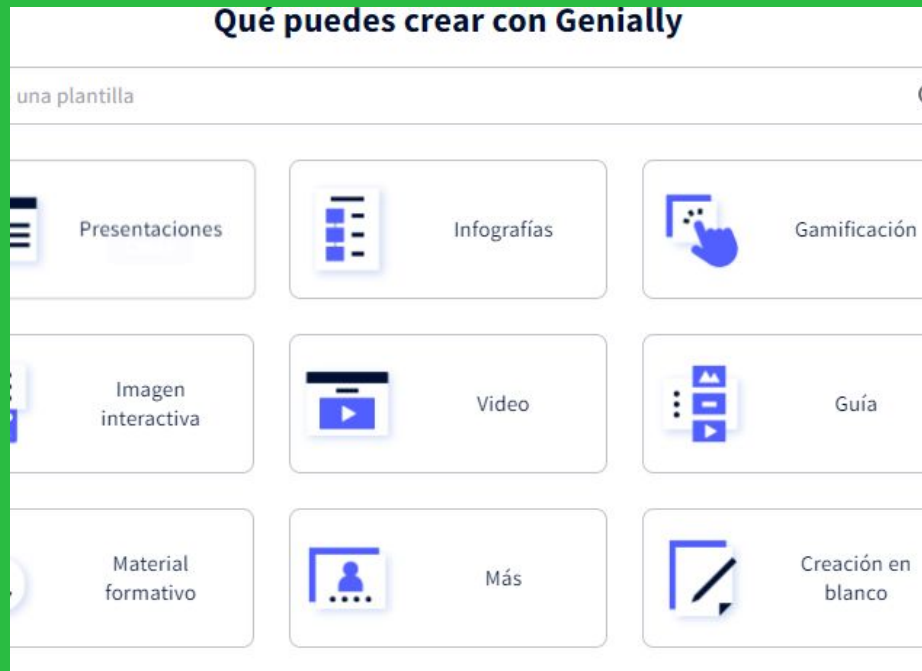 Qué puedes crear con Genially
una plantilla
Presentaciones
Infografías
Gamificación
Imagen
interactiva
Video
Guía
Material
formativo
Más
Creación en
blanco